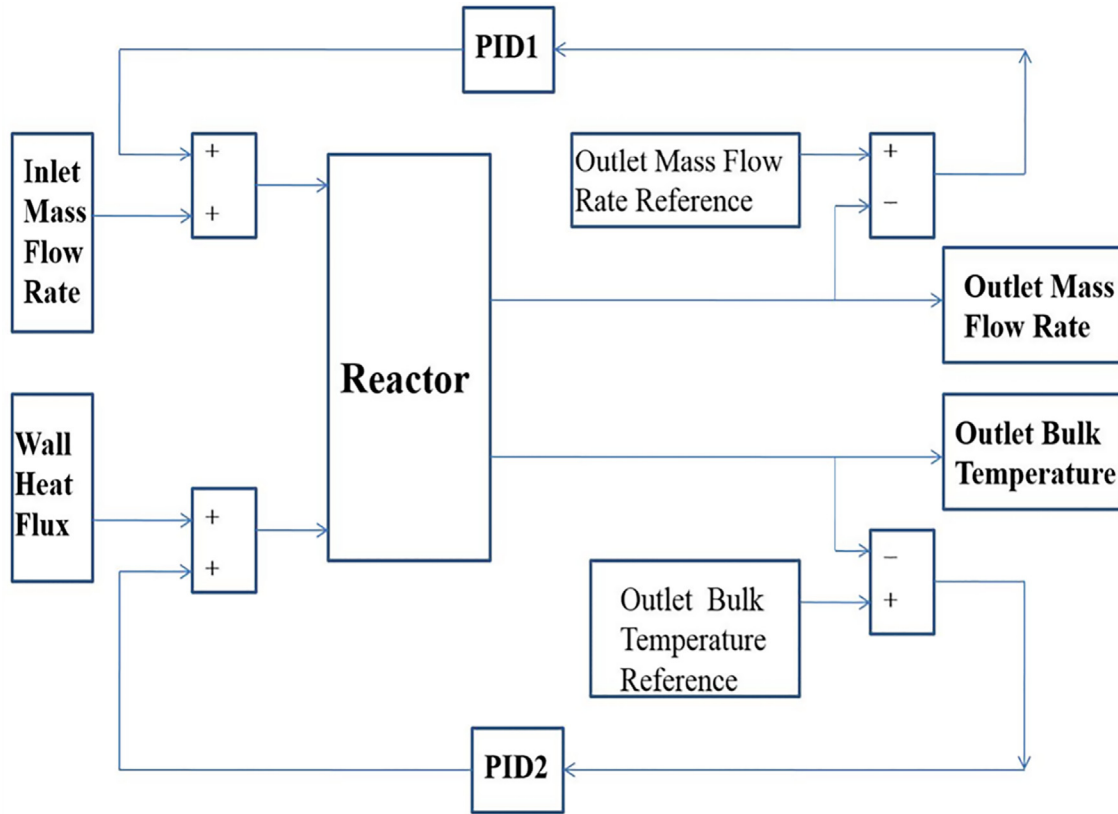 PID1
Inlet
Mass
Flow
Rate
+
+
Outlet Mass Flow
Rate Reference
+
−
Outlet Mass
Flow Rate
Reactor
Wall
Heat
Flux
+
+
Outlet Bulk
Temperature
−
+
Outlet Bulk
Temperature
Reference
PID2